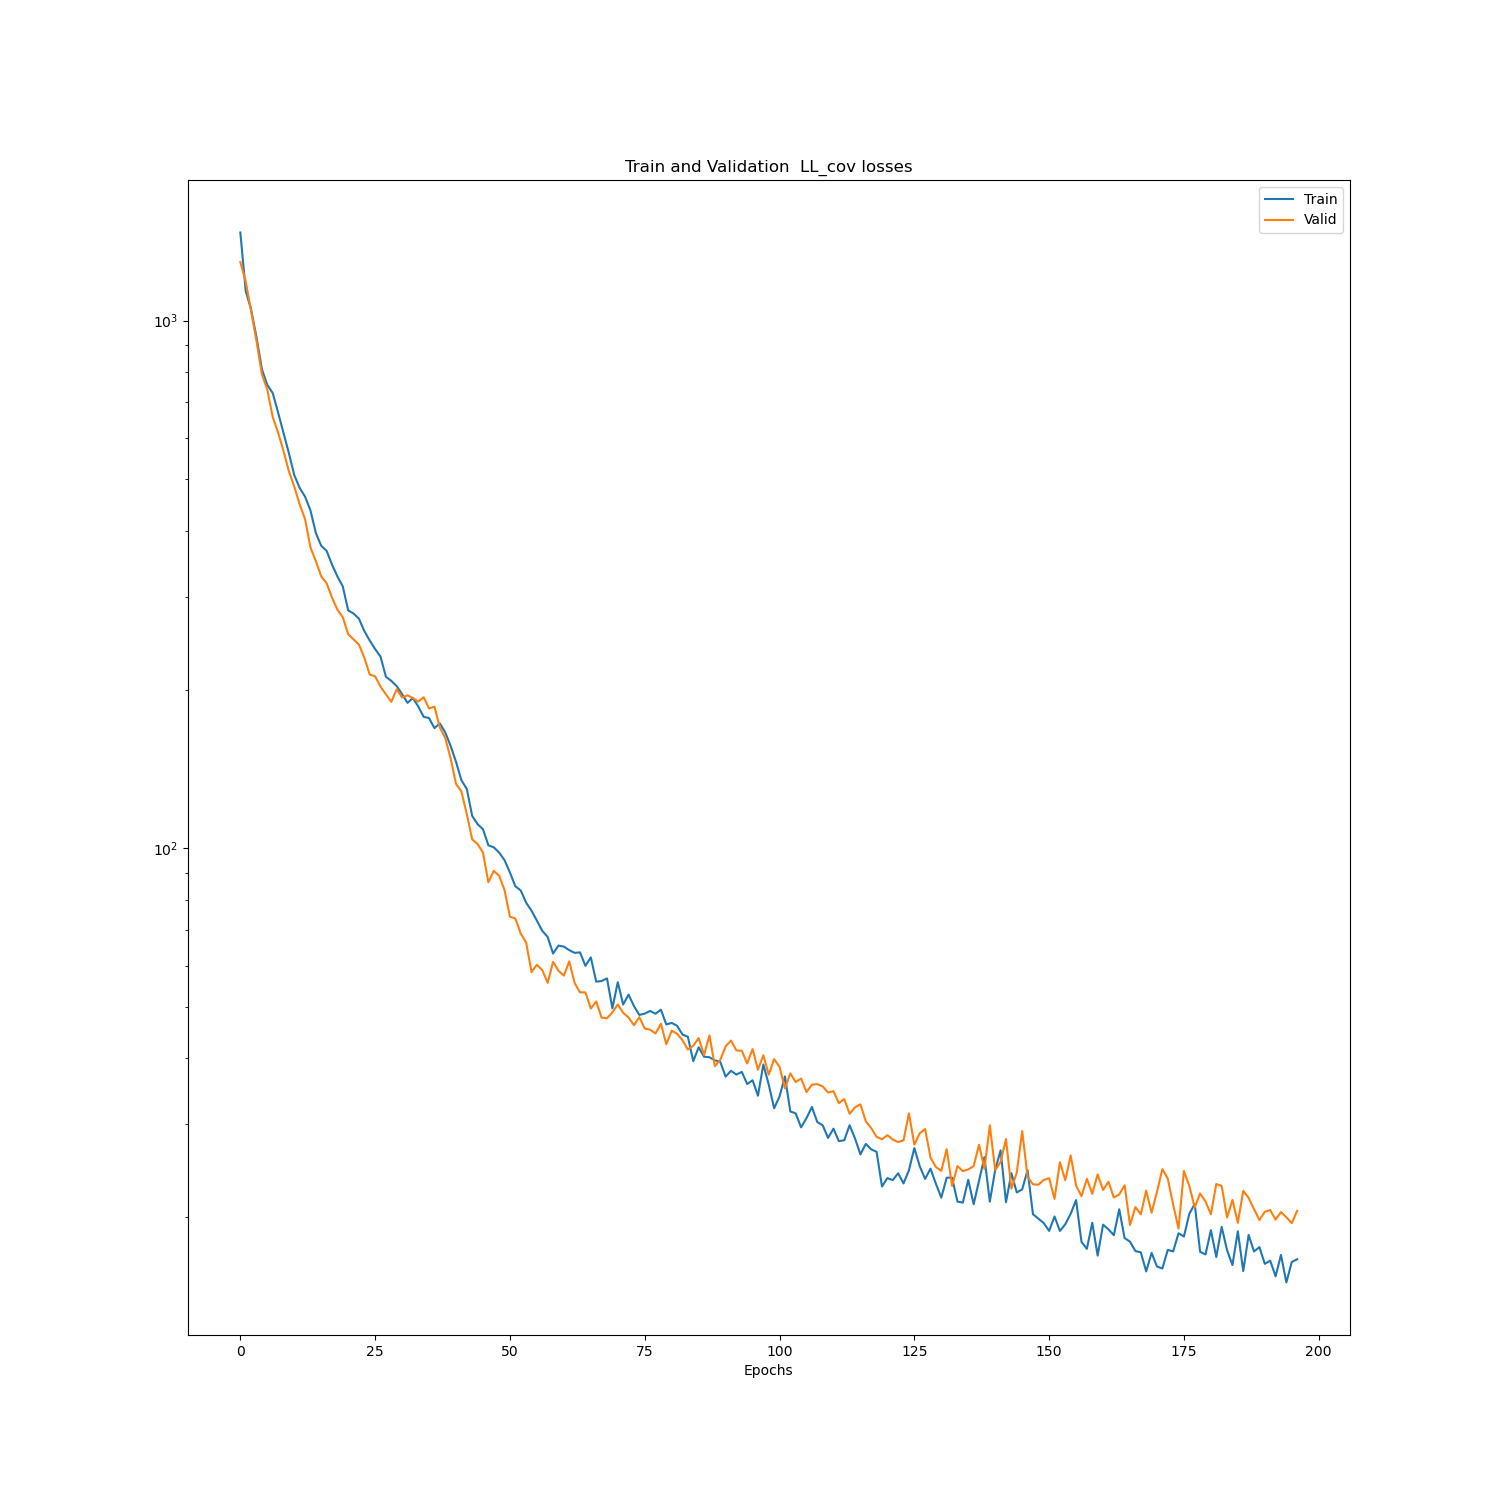 Train and Validation  LL_cov losses
Train
Valid
10³
10²
0 25 50 75 100 125 150 175 200
Epochs